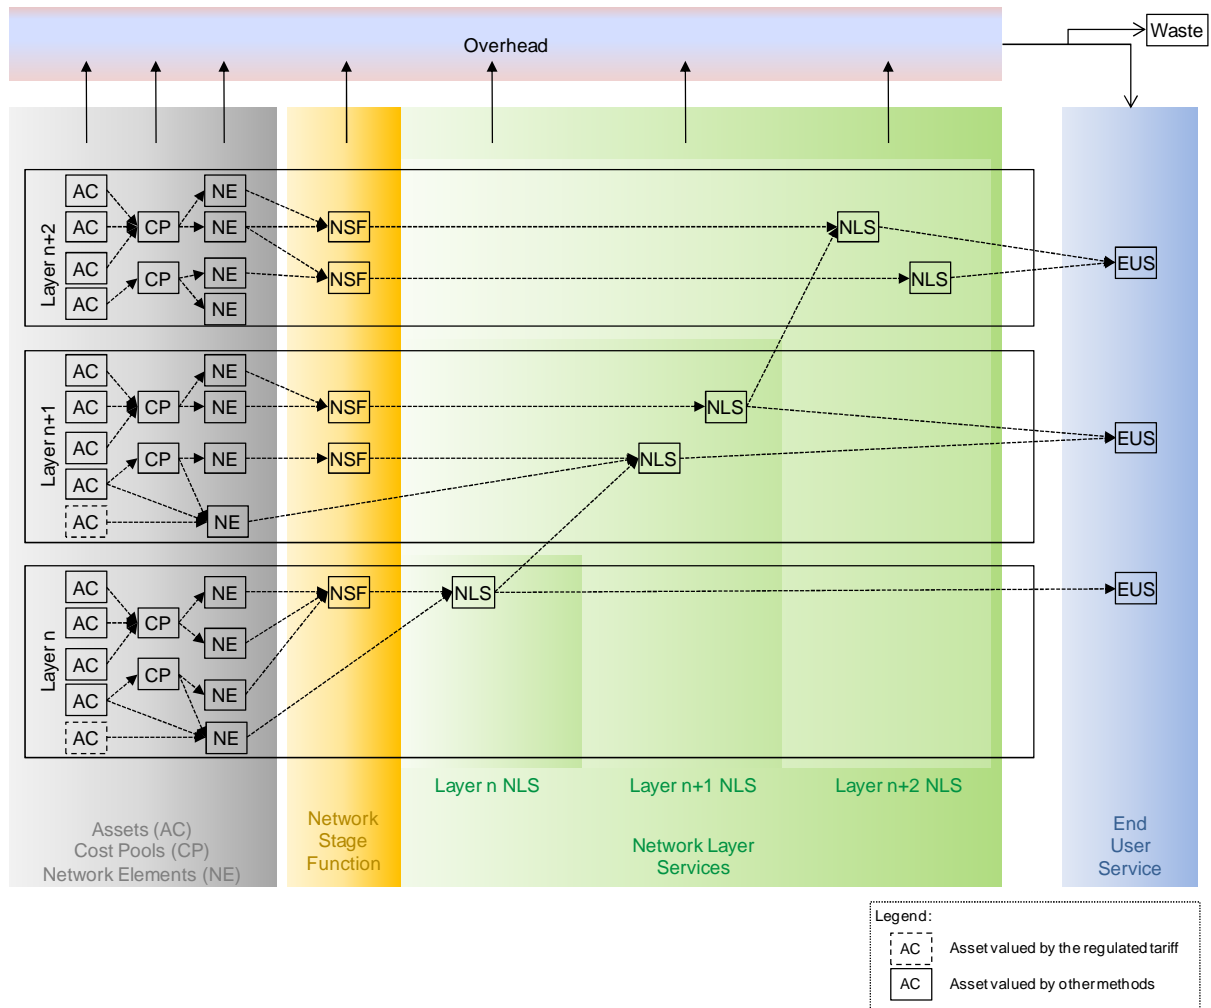 Overhead
Waste
Layer n+2
AC
AC
AC
AC
CP
CP
NE
NE
NE
NE
NSF
NSF
NLS
NLS
EUS
Layer n+1
AC
AC
AC
AC
AC
CP
CP
NE
NE
NE
NE
NSF
NSF
NLS
NLS
EUS
Layer n
AC
AC
AC
AC
AC
CP
CP
NE
NE
NE
NE
NSF
NLS
EUS
Layer n NLS
Layer n+1 NLS
Layer n+2 NLS
Assets (AC)
Cost Pools (CP)
Network Elements (NE)
Network
Stage
Function
Network Layer
Services
End
User
Service
Legend:
AC Asset valued by the regulated tariff
AC Asset valued by other methods